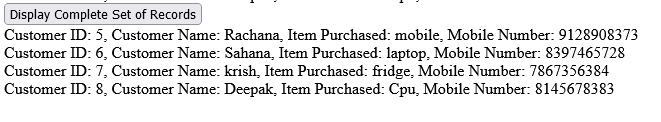 Display Complete Set of Records
Customer ID: 5, Customer Name: Rachana, Item Purchased: mobile, Mobile Number: 9128908373
Customer ID: 6, Customer Name: Sahana, Item Purchased: laptop, Mobile Number: 8397465728
Customer ID: 7, Customer Name: krish, Item Purchased: fridge, Mobile Number: 7867356384
Customer ID: 8, Customer Name: Deepak, Item Purchased: Cpu, Mobile Number: 8145678383